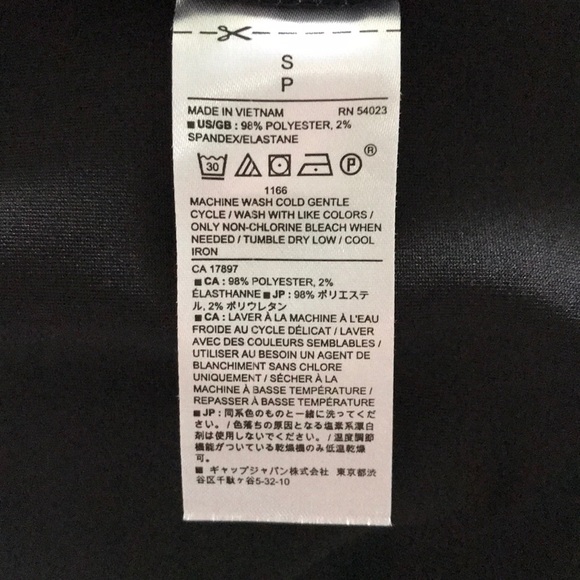 S
P
MADE IN VIETNAM RN 54023
■ US/GB : 98% POLYESTER, 2%
SPANDEX/ELASTANE
30 P ®
1166
MACHINE WASH COLD GENTLE
CYCLE / WASH WITH LIKE COLORS /
ONLY NON-CHLORINE BLEACH WHEN
NEEDED / TUMBLE DRY LOW / COOL
IRON
CA 17897
■ CA : 98% POLYESTER, 2%
ÉLASTHANNE ■ JP : 98% ポリエステ
ル, 2% ポリウレタン
■ CA : LAVER À LA MACHINE À L'EAU
FROIDE AU CYCLE DÉLICAT / LAVER
AVEC DES COULEURS SEMBLABLES /
UTILISER AU BESOIN UN AGENT DE
BLANCHIMENT SANS CHLORE
UNIQUEMENT / SÉCHER À LA
MACHINE À BASSE TEMPÉRATURE /
REPASSER À BASSE TEMPÉRATURE
■ JP : 同系色のものと一緒に洗ってくだ
さい。/ 色落ちの原因となる塩素系漂白
剤は使用しないでください。/ 温度調節
機能がついている乾燥機のみ低温乾燥
可。
■ ギャップジャパン株式会社 東京都渋
谷区千駄ヶ谷5-32-10